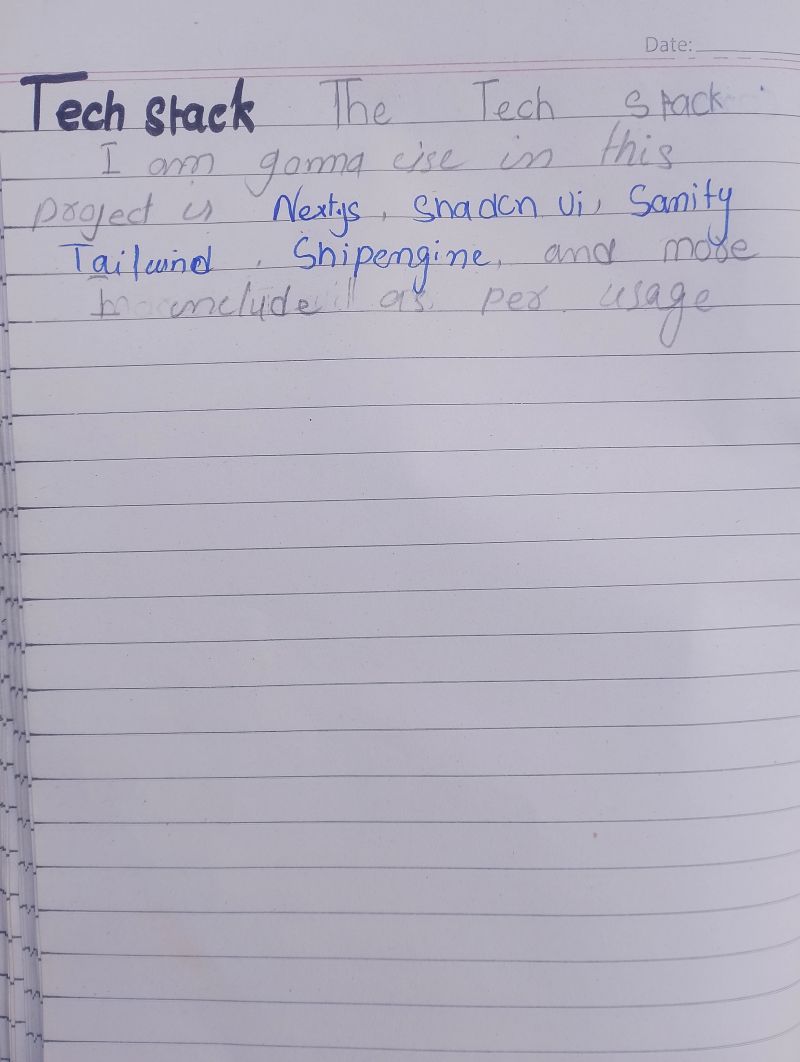 Date:
Tech stack The Tech stack
I am gonna use in this
project is Nextjs, Shadcn Ui, Sanity
Tailwind, Shipengine, and more
include as per usage